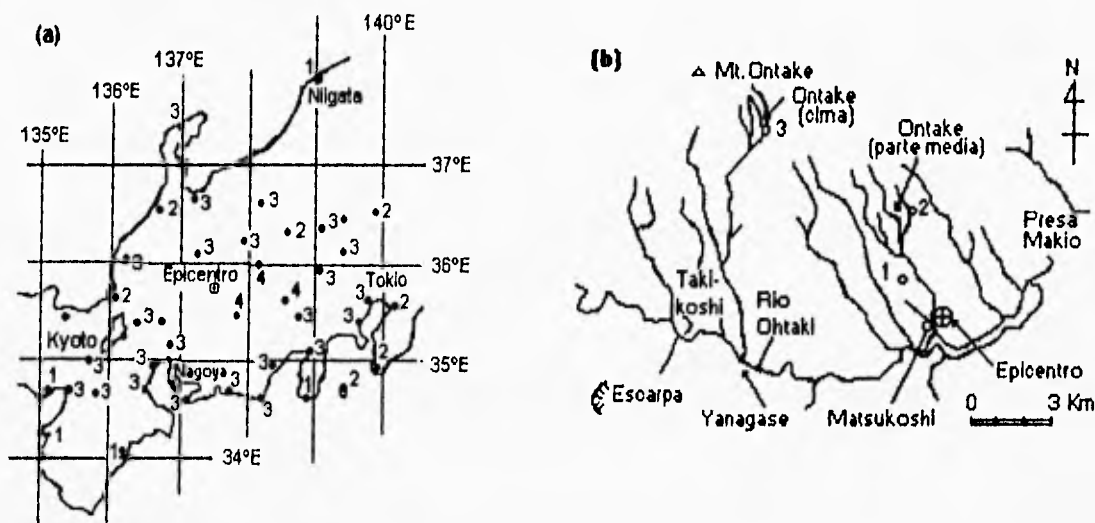 (a)
140° E
137°E
136°E
135°E
1
Niigata
3
37°E
2
3
3
2
3
3
2
3
3
3
3
36°E
Epicentro
4
3
Tokio
4
4
3
3
2
2
3
3
3
3
Kyoto
3
3
35°E
3
3
3
2
Nagoya
1
3
3
3
3
3
1
2
1
1
34°E
(b)
Mt. Ontake
N
Ontake
(cima)
3
Ontake
(parte media)
2
Presa
Makio
1
Taki-
koshi
Rio
Ohtaki
Epicentro
Escarpa
0 3 Km
Yanagase
Matsukoshi